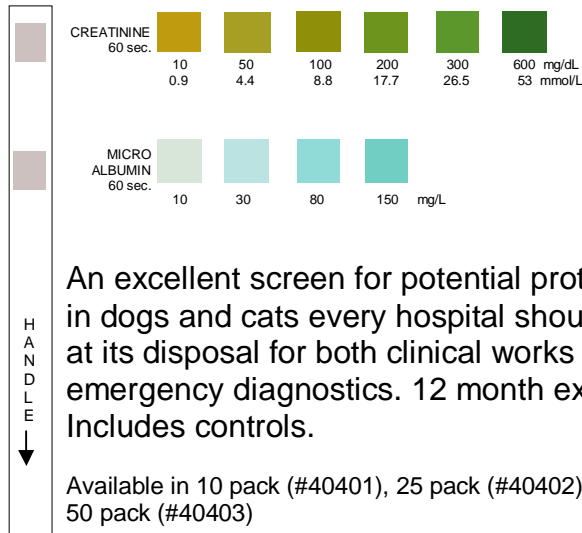 CREATININE
60 sec.
10 50 100 200 300 600 mg/dL
0.9 4.4 8.8 17.7 26.5 53 mmol/L
MICRO
ALBUMIN
60 sec.
10 30 80 150 mg/L
HANDLE
An excellent screen for potential prot
in dogs and cats every hospital shou
at its disposal for both clinical works
emergency diagnostics. 12 month ex
Includes controls.
Available in 10 pack (#40401), 25 pack (#40402)
50 pack (#40403)